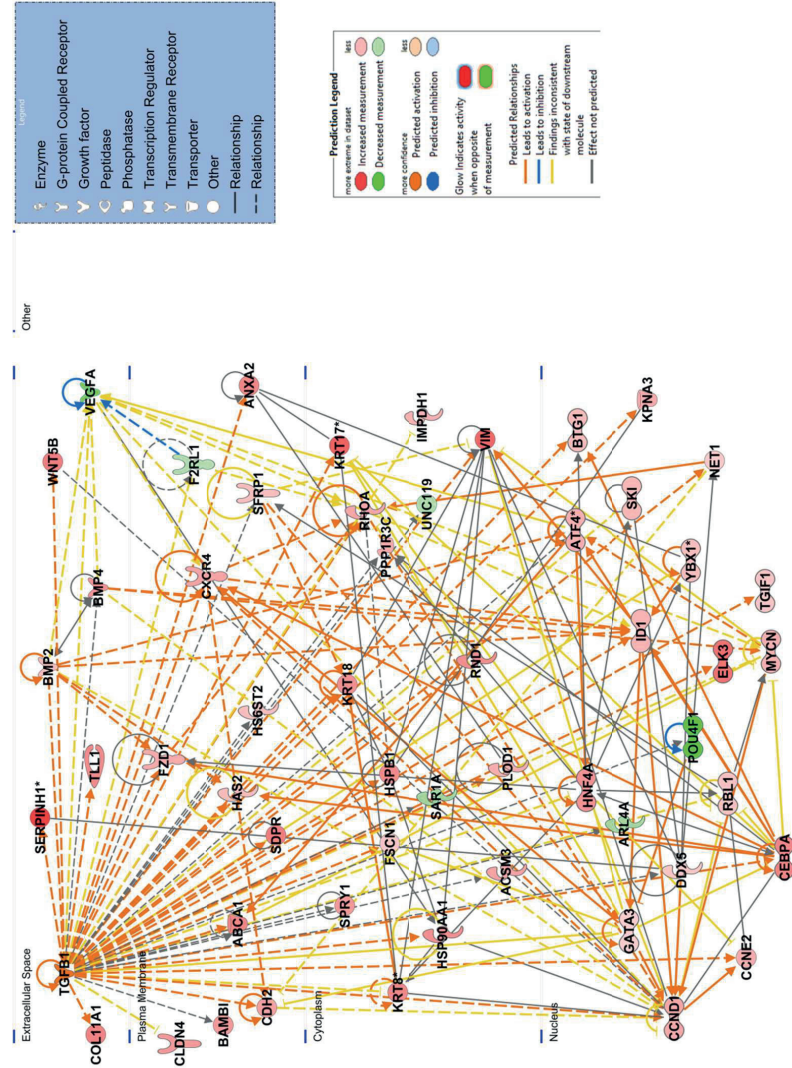 Extracellular Space
TGFB1
SERPINH1*
BMP2
WNT5B
COL11A1
TLL1
BMP4
VEGFA
Plasma Membrane
CLDN4
BAMBI
CDH2
ABCA1
SPRY1
SDPR
HAS2
FZD1
HS6ST2
CXCR4
SFRP1
F2RL1
ANXA2
Cytoplasm
KRT8*
HSP90AA1
FSCN1
HSPB1
KRT18
RHOA
KRT17*
PPP1R3C
UNC119
IMPDH1
ACSM3
SAR1A
PLOD1
RND1
VIM
Nucleus
CCND1
GATA3
CCNE2
ARL4A
HNF4A
DDX5
RBL1
POU4F1
ELK3
ID1
ATF4*
BTG1
SKI
YBX1*
NET1
KPNA3
MYCN
TGIF1
CEBPA
Other
Legend
Enzyme
G-protein Coupled Receptor
Growth factor
Peptidase
Phosphatase
Transcription Regulator
Transmembrane Receptor
Transporter
Other
Relationship
Relationship
Prediction Legend
more extreme in dataset less
Increased measurement
Decreased measurement
more confidence less
Predicted activation
Predicted inhibition
Glow Indicates activity
when opposite
of measurement
Predicted Relationships
Leads to activation
Leads to inhibition
Findings inconsistent
with state of downstream
molecule
Effect not predicted